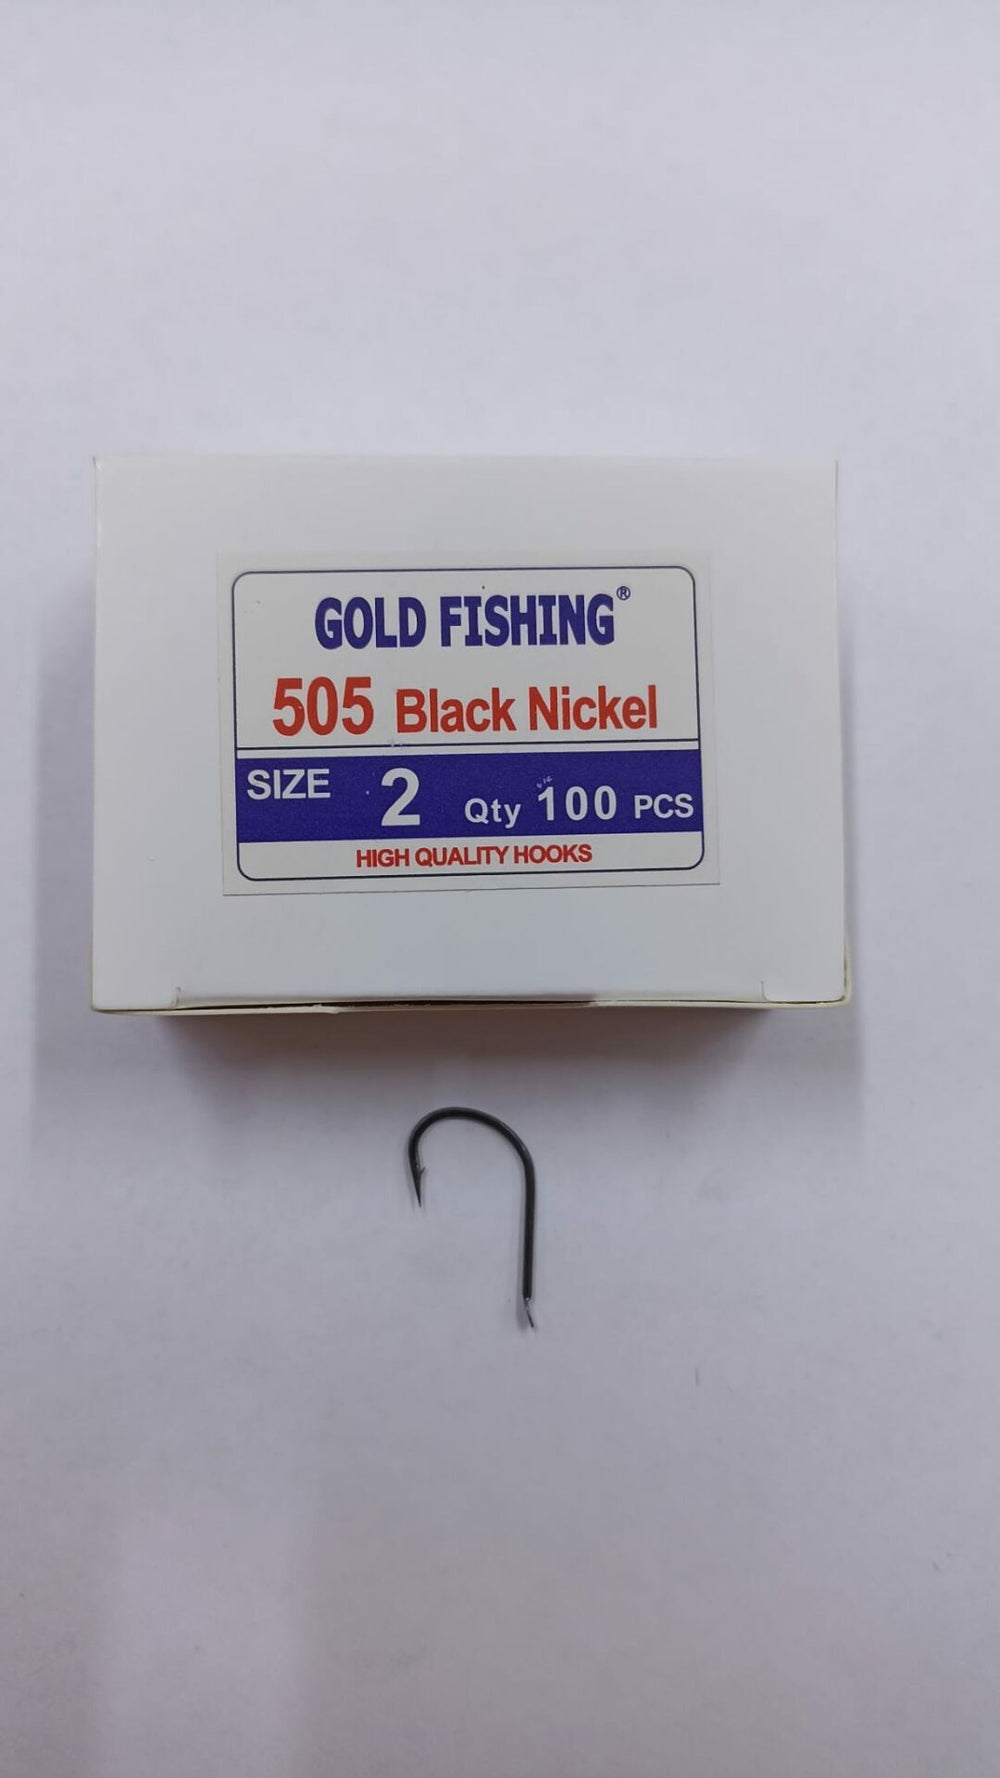 GOLD FISHING®
505 Black Nickel
SIZE 2 Qty 100 PCS
HIGH QUALITY HOOKS